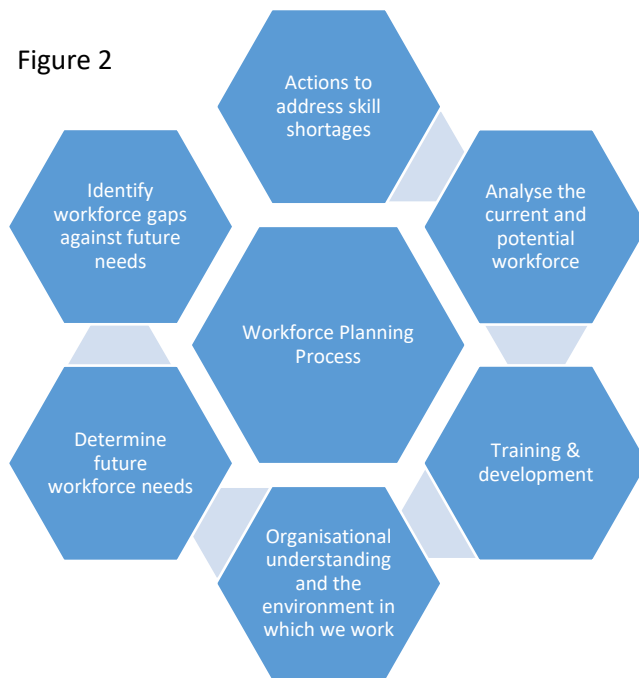 Figure 2
Actions to
address skill
shortages
Analyse the
current and
potential
workforce
Training &
development
Organisational
understanding
and the
environment in
which we work
Determine
future
workforce needs
Identify
workforce gaps
against future
needs
Workforce Planning
Process